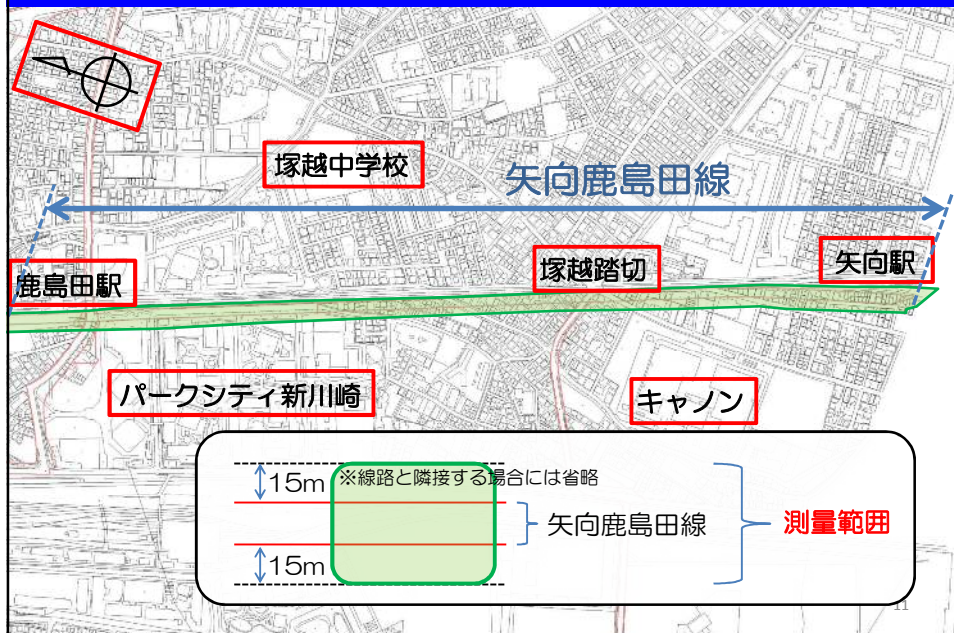 塚越中学校
矢向鹿島田線
鹿島田駅
塚越踏切
矢向駅
パークシティ新川崎
キャノン
15m
※線路と隣接する場合には省略
矢向鹿島田線
測量範囲
15m
11